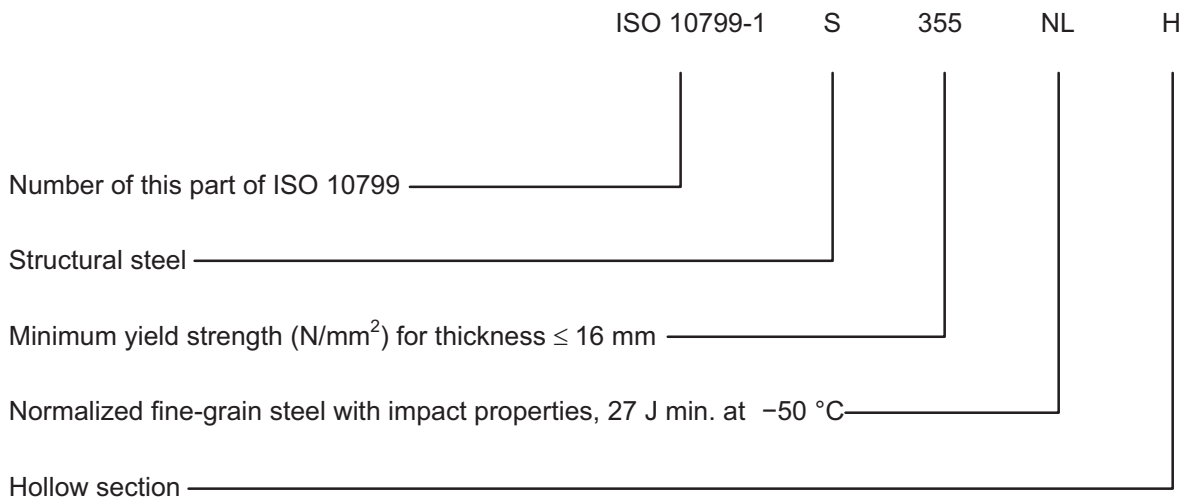 ISO 10799-1 S 355 NL H
Number of this part of ISO 10799
Structural steel
Minimum yield strength (N/mm²) for thickness ≤ 16 mm
Normalized fine-grain steel with impact properties, 27 J min. at −50 °C
Hollow section